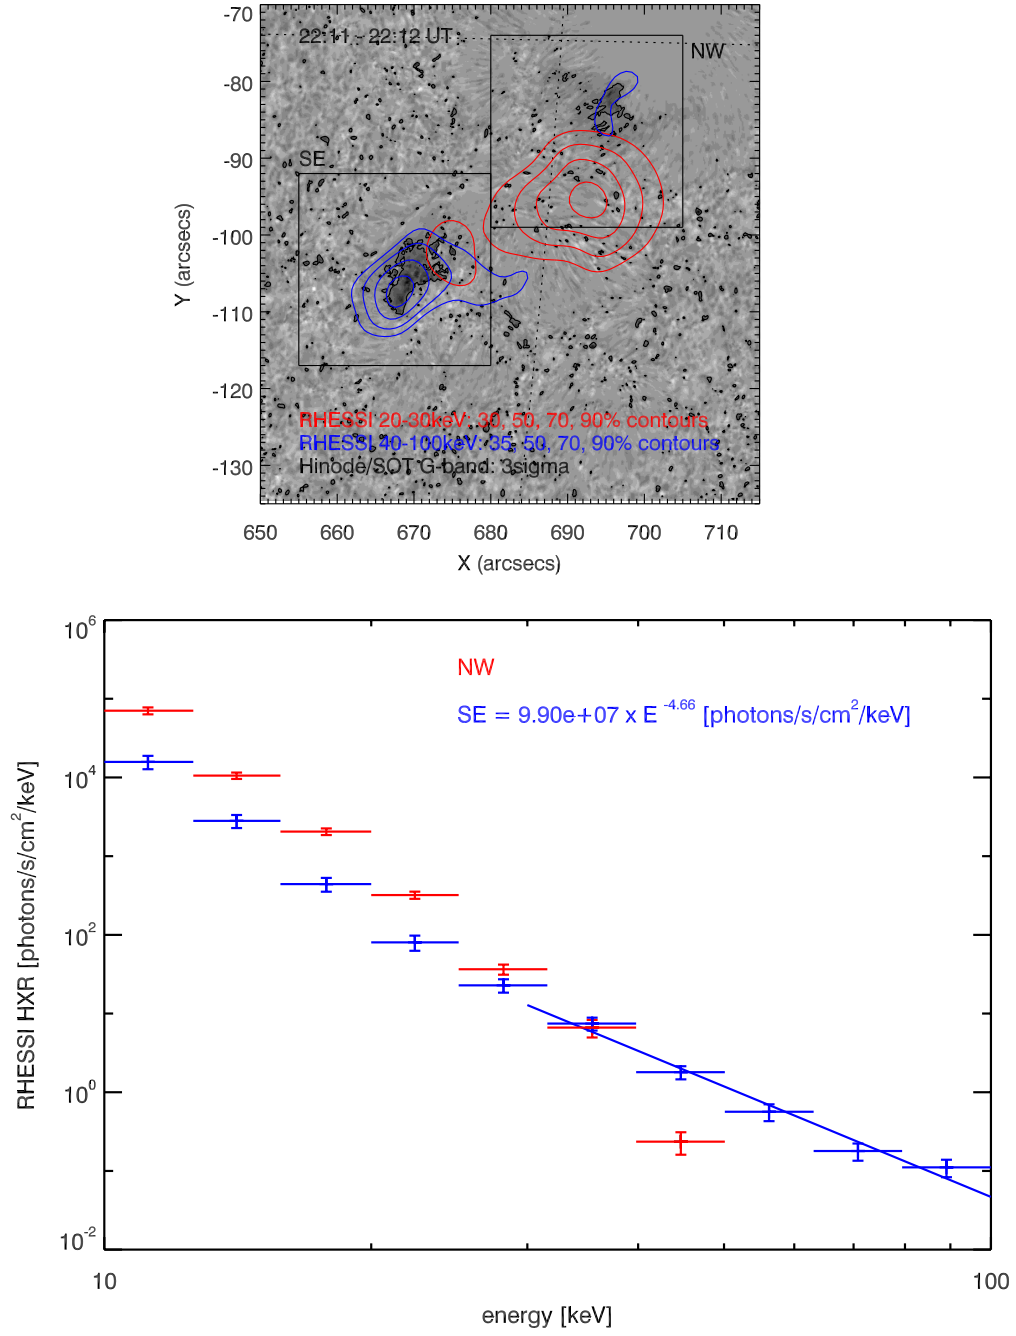 -70
22:11 - 22:12 UT
NW
-80
SE
-90
-100
Y (arcsecs)
-110
-120
RHESSI 20-30keV: 30, 50, 70, 90% contours
RHESSI 40-100keV: 35, 50, 70, 90% contours
Hinode/SOT G-band: 3sigma
-130
650 660 670 680 690 700 710
X (arcsecs)
10^6
NW
SE = 9.90e+07 x E^-4.66 [photons/s/cm^2/keV]
10^4
RHESSI HXR [photons/s/cm^2/keV]
10^2
10^0
10^-2
10 100
energy [keV]